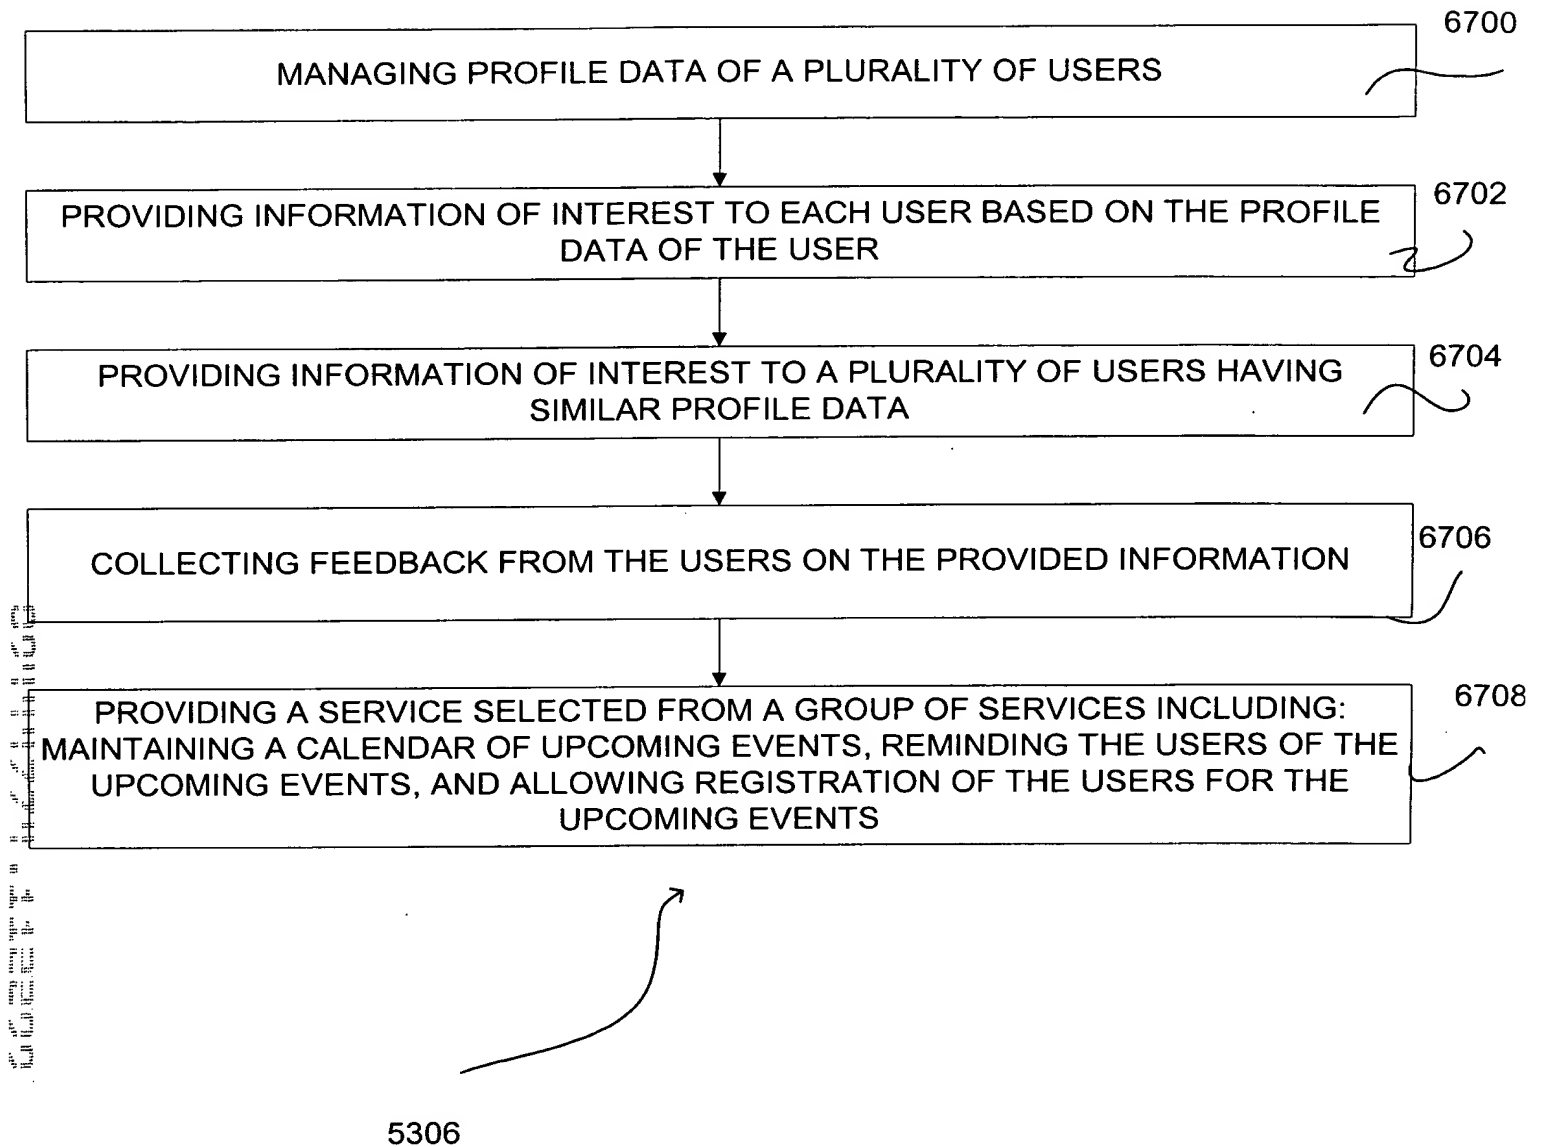 6700
MANAGING PROFILE DATA OF A PLURALITY OF USERS
6702
PROVIDING INFORMATION OF INTEREST TO EACH USER BASED ON THE PROFILE
DATA OF THE USER
6704
PROVIDING INFORMATION OF INTEREST TO A PLURALITY OF USERS HAVING
SIMILAR PROFILE DATA
6706
COLLECTING FEEDBACK FROM THE USERS ON THE PROVIDED INFORMATION
6708
PROVIDING A SERVICE SELECTED FROM A GROUP OF SERVICES INCLUDING:
MAINTAINING A CALENDAR OF UPCOMING EVENTS, REMINDING THE USERS OF THE
UPCOMING EVENTS, AND ALLOWING REGISTRATION OF THE USERS FOR THE
UPCOMING EVENTS
5306